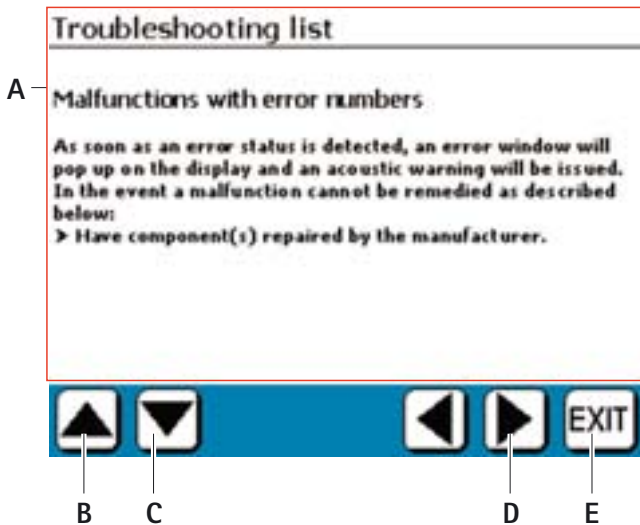 Troubleshooting list
A
Malfunctions with error numbers
As soon as an error status is detected, an error window will
pop up on the display and an acoustic warning will be issued.
In the event a malfunction cannot be remedied as described
below:
➤ Have component(s) repaired by the manufacturer.
EXIT
B C D E